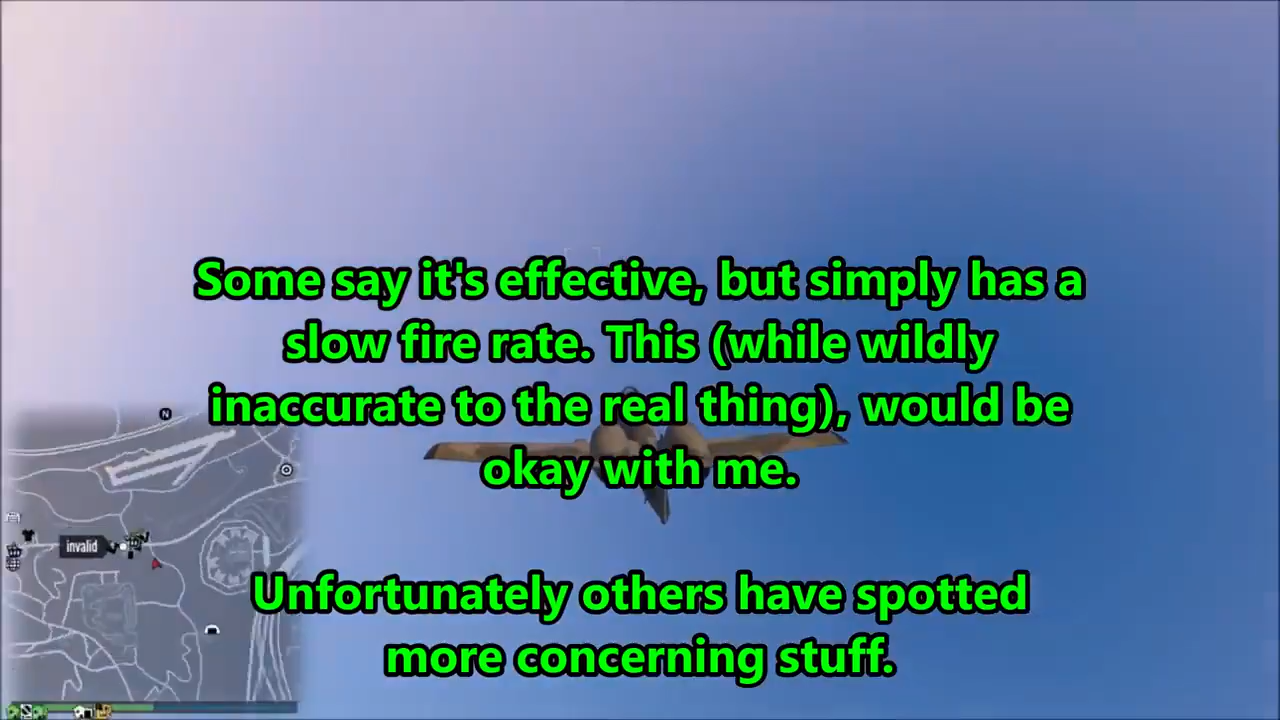 Some say it's effective, but simply has a
slow fire rate. This (while wildly
inaccurate to the real thing), would be
okay with me.
N
invalid
Unfortunately others have spotted
more concerning stuff.